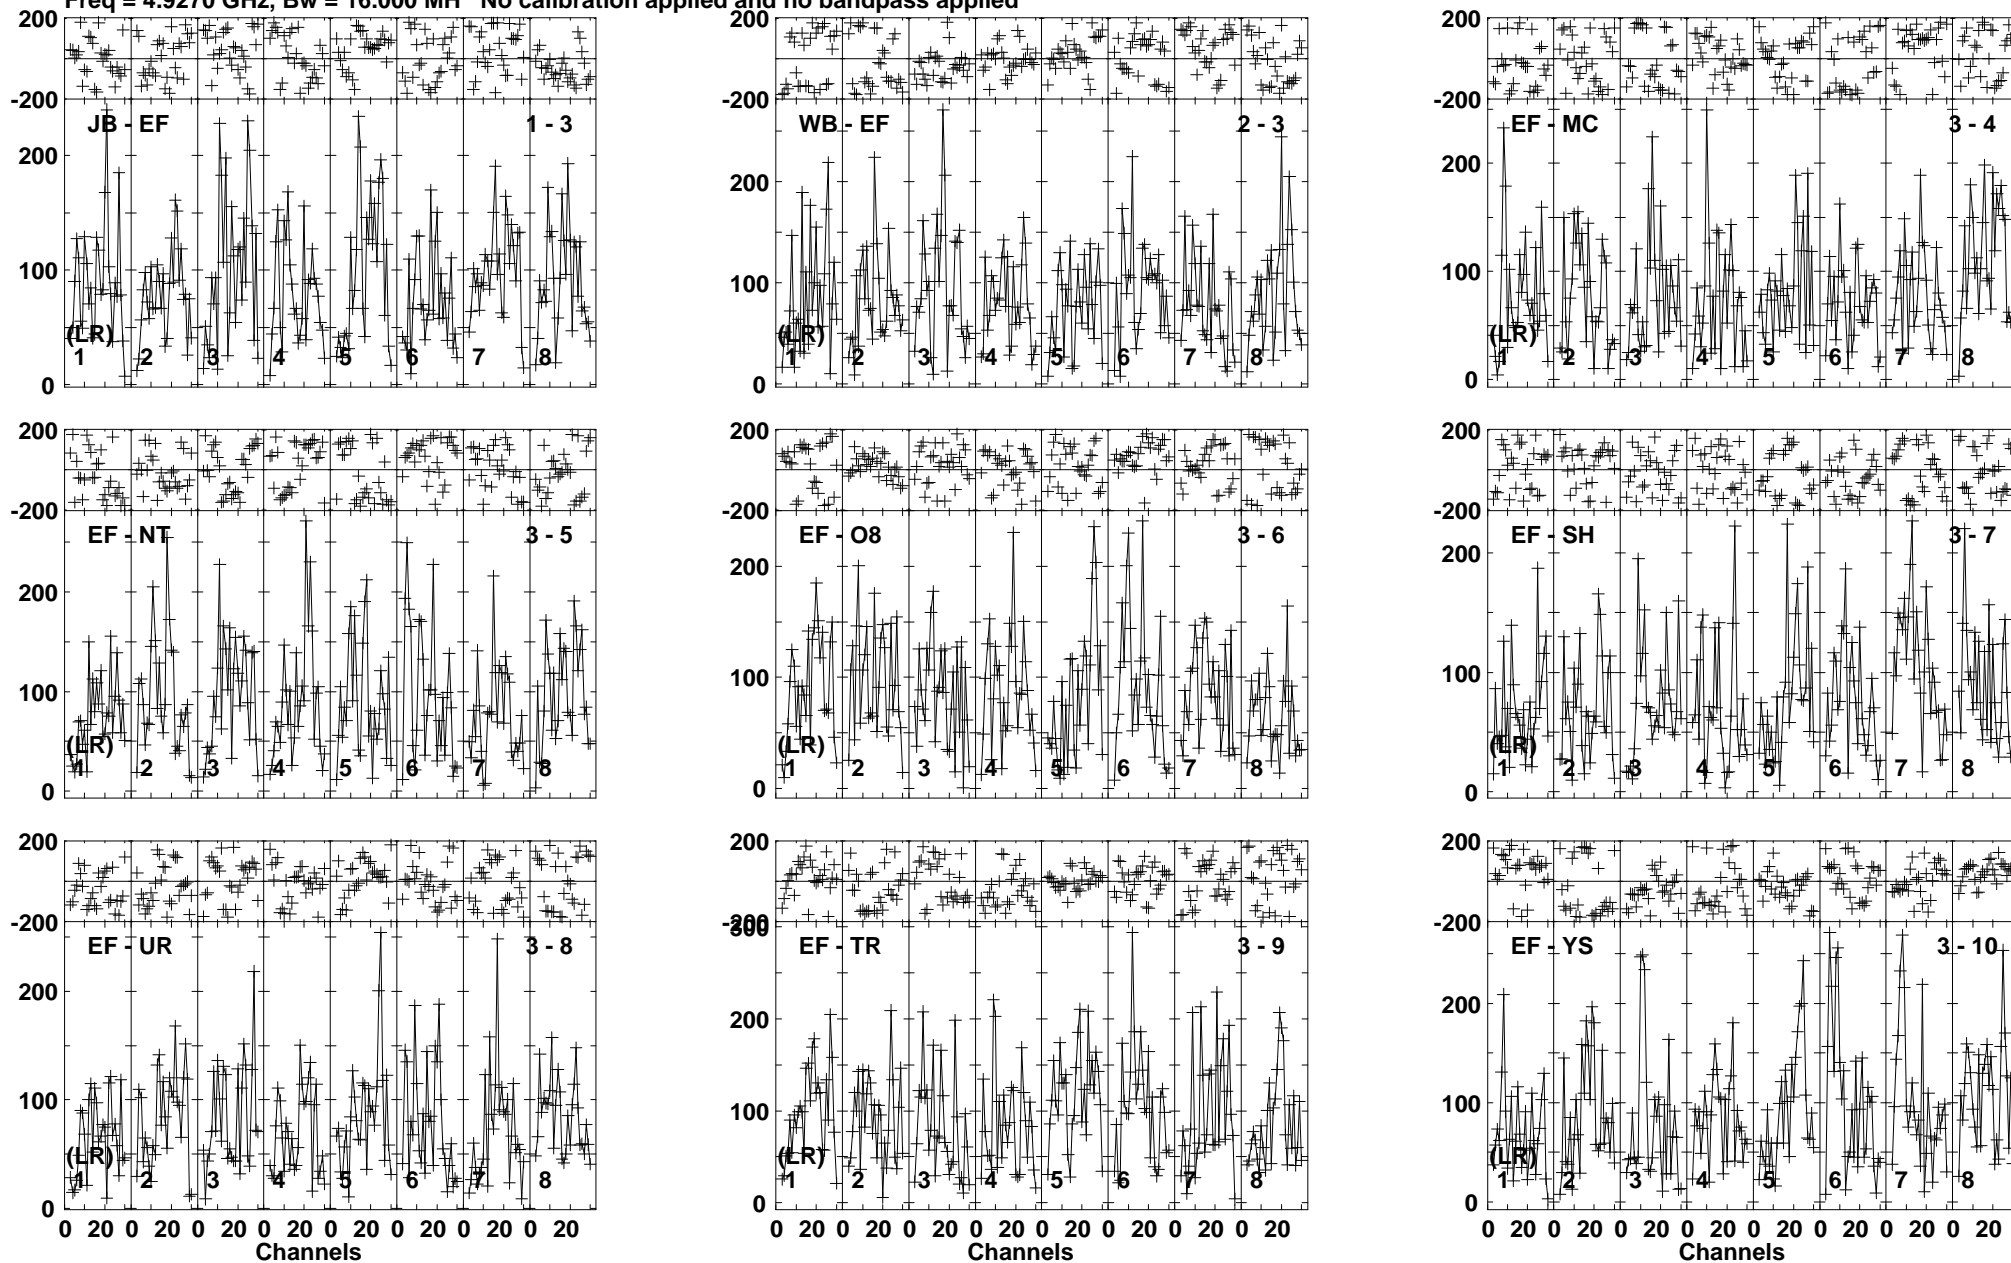 Freq = 4.9270 GHz, Bw = 16.000 MH No calibration applied and no bandpass applied
200 200 200
-200 -200 -200
JB - EF 1 - 3 WB - EF 2 - 3 EF - MC 3 - 4
200 200 200
100 100 100
(LR) (LR) (LR)
1 2 3 4 5 6 7 8 1 2 3 4 5 6 7 8 1 2 3 4 5 6 7 8
0 0 0
200 200 200
-200 -200 -200
EF - NT 3 - 5 EF - O8 3 - 6 EF - SH 3 - 7
200 200 200
100 100 100
(LR) (LR) (LR)
1 2 3 4 5 6 7 8 1 2 3 4 5 6 7 8 1 2 3 4 5 6 7 8
0 0 0
200 200 200
-200 -200 -200
300
EF - UR 3 - 8 EF - TR 3 - 9 EF - YS 3 - 10
200 200 200
100 100 100
(LR) (LR) (LR)
1 2 3 4 5 6 7 8 1 2 3 4 5 6 7 8 1 2 3 4 5 6 7 8
0 0 0
0 20 0 20 0 20 0 20 0 20 0 20 0 20 0 20 0 20 0 20 0 20 0 20 0 20 0 20 0 20 0 20 0 20 0 20 0 20 0 20 0 20 0 20 0 20 0 20
Channels Channels Channels